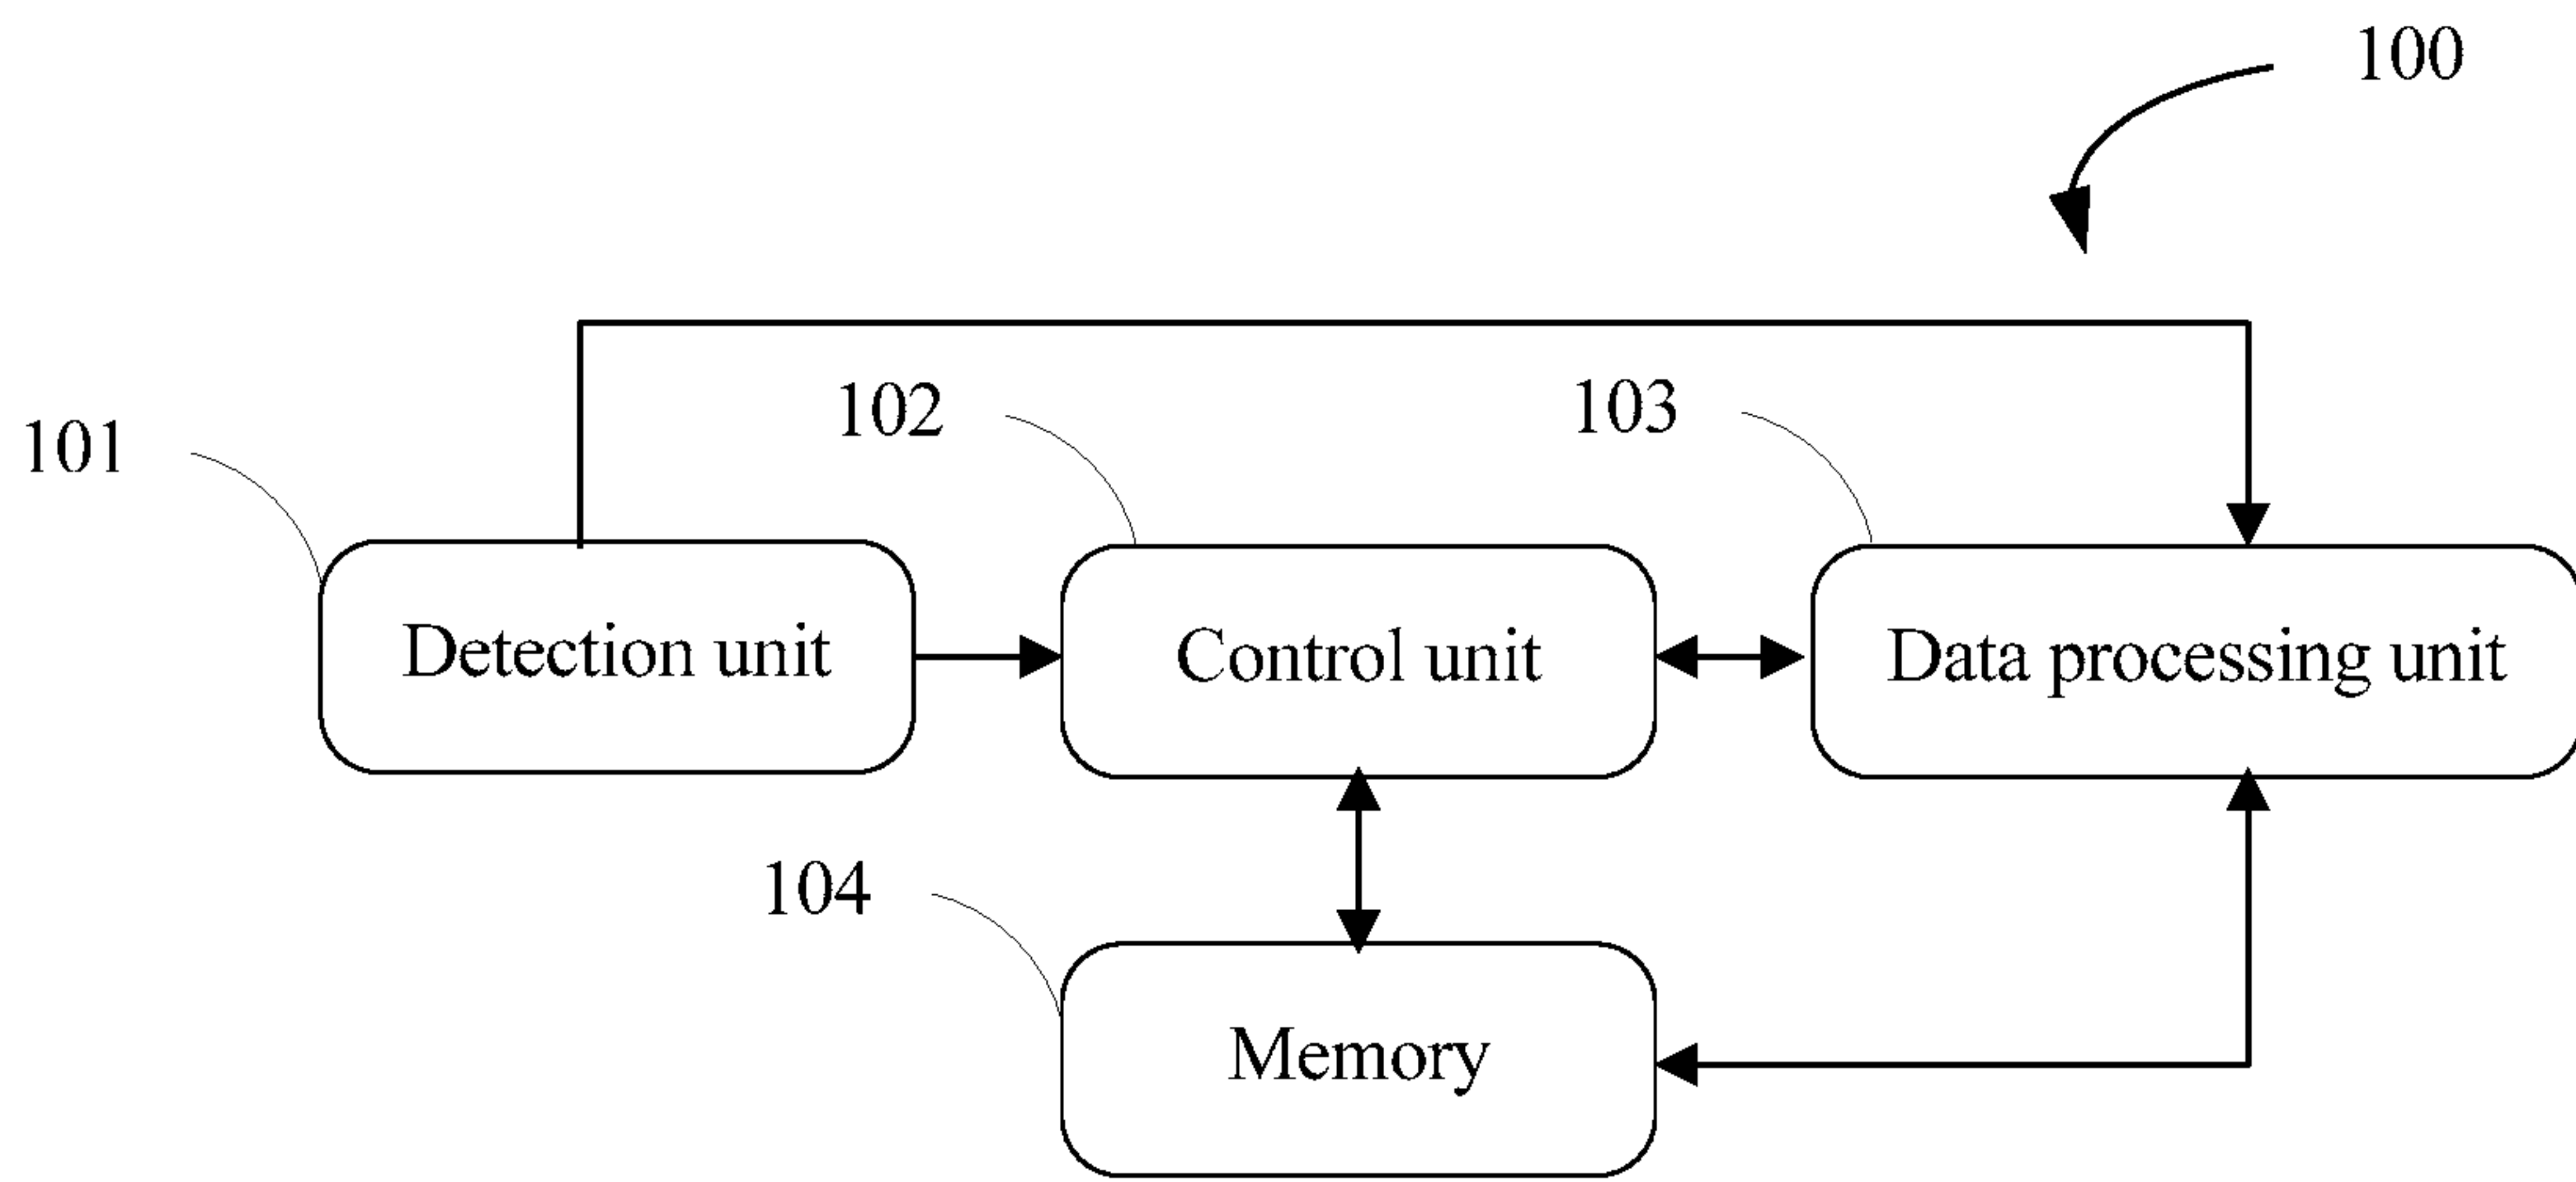 100
101
102
103
Detection unit
Control unit
Data processing unit
104
Memory